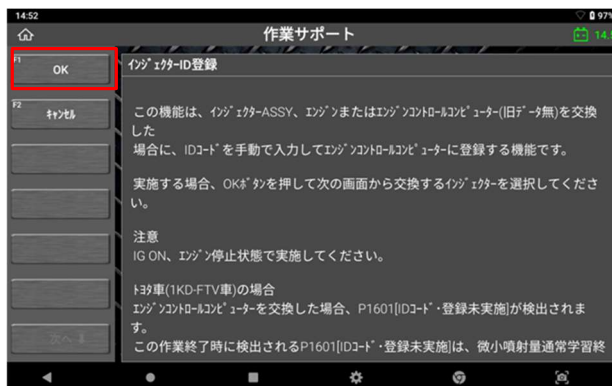 14:52
97%
作業サポート
14.
F1
OK
F2
キャンセル
次へ
インジェクターID登録
この機能は、インジェクターASSY、エンジンまたはエンジンコントロールコンピューター(旧データ無)を交換
した
場合に、IDコードを手動で入力してエンジンコントロールコンピューターに登録する機能です。
実施する場合、OKボタンを押して次の画面から交換するインジェクターを選択してくださ
い。
注意
IG ON、エンジン停止状態で実施してください。
トヨタ車(1KD-FTV車)の場合
エンジンコントロールコンピューターを交換した場合、P1601[IDコード・登録未実施]が検出されま
す。
この作業終了時に検出されるP1601[IDコード・登録未実施]は、微小噴射量通常学習終